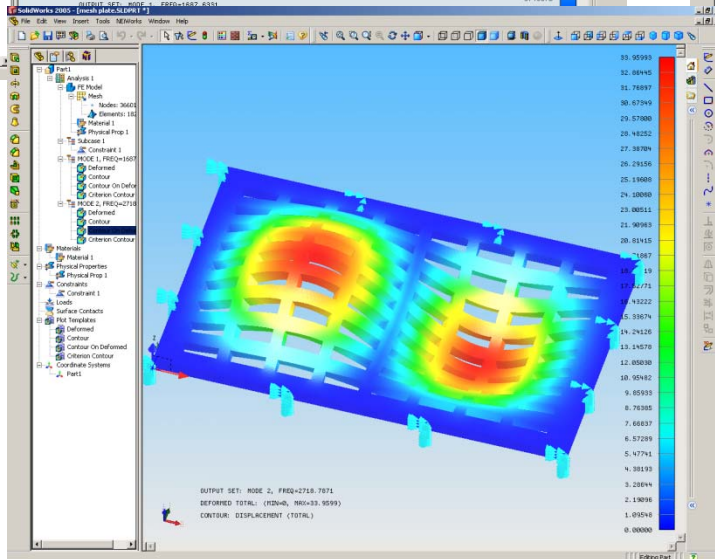 OUTPUT SET: MODE 1, FREQ=1687.6331
SolidWorks 2005 - [mesh plate.SLDPRT *]
File Edit View Insert Tools NEiWorks Window Help
Part1
Analysis 1
FE Model
Mesh
Nodes: 36601
Elements: 182
Material 1
Physical Prop 1
Subcase 1
Constraint 1
MODE 1, FREQ=1687
Deformed
Contour
Contour On Defor
Criterion Contour
MODE 2, FREQ=2718
Deformed
Contour
Criterion Contour
Materials
Material 1
Physical Properties
Physical Prop 1
Constraints
Constraint 1
Loads
Surface Contacts
Plot Templates
Deformed
Contour
Contour On Deformed
Criterion Contour
Coordinate Systems
Part1
33.95993
32.86445
31.76897
30.67349
29.57800
28.48252
27.38704
26.29156
25.19608
24.10060
23.00511
21.90963
20.81415
15.33674
14.24126
13.14578
12.05030
10.95482
9.85933
8.76385
7.66837
6.57289
5.47741
4.38193
3.28644
2.19096
1.09548
0.00000
OUTPUT SET: MODE 2, FREQ=2718.7871
DEFORMED TOTAL: (MIN=0, MAX=33.9599)
CONTOUR: DISPLACEMENT (TOTAL)
Editing Part